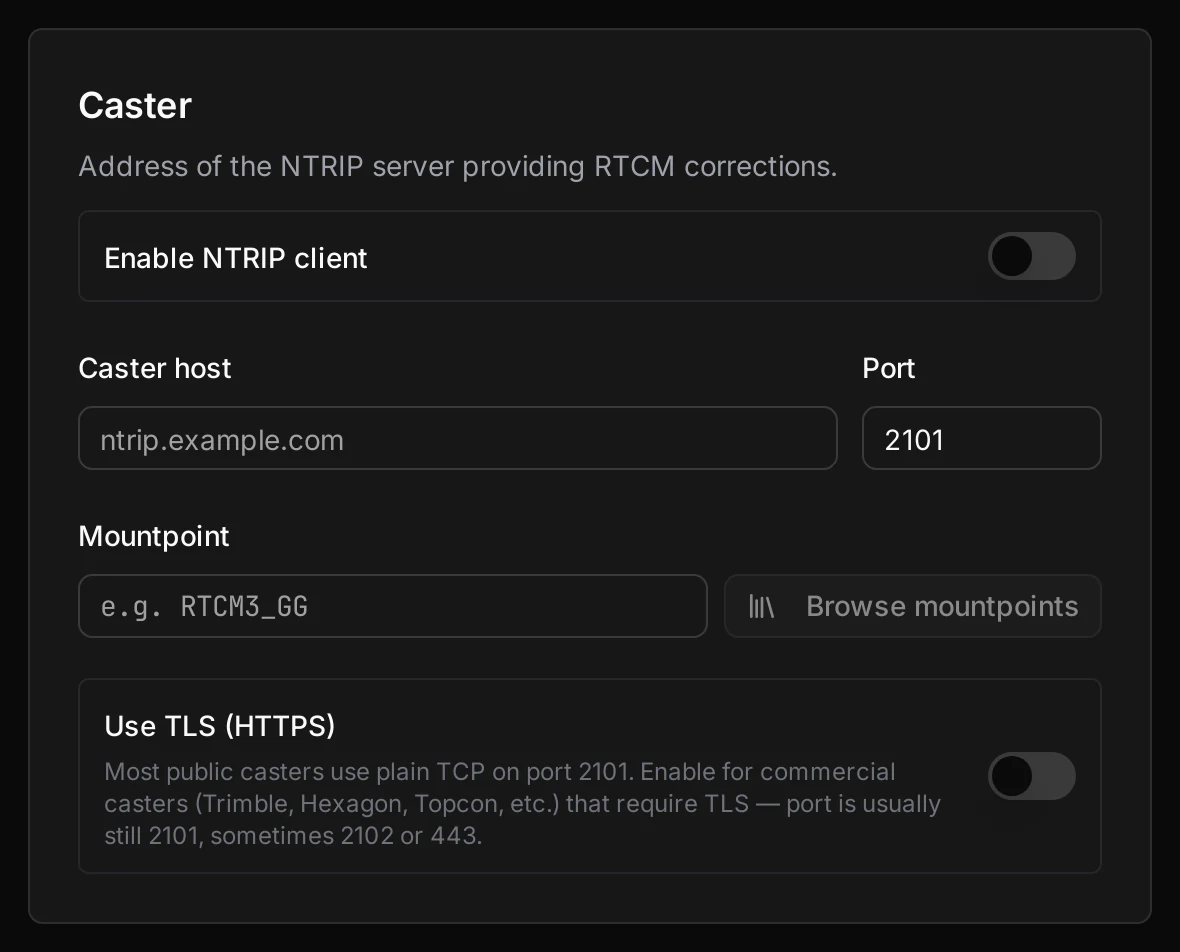 Caster
Address of the NTRIP server providing RTCM corrections.
Enable NTRIP client
Caster host
Port
ntrip.example.com
2101
Mountpoint
e.g. RTCM3_GG
Browse mountpoints
Use TLS (HTTPS)
Most public casters use plain TCP on port 2101. Enable for commercial
casters (Trimble, Hexagon, Topcon, etc.) that require TLS — port is usually
still 2101, sometimes 2102 or 443.